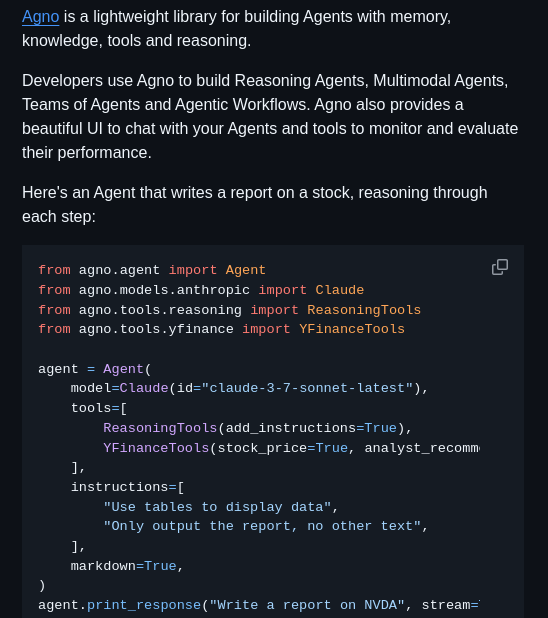 Agno is a lightweight library for building Agents with memory,
knowledge, tools and reasoning.
Developers use Agno to build Reasoning Agents, Multimodal Agents,
Teams of Agents and Agentic Workflows. Agno also provides a
beautiful UI to chat with your Agents and tools to monitor and evaluate
their performance.
Here's an Agent that writes a report on a stock, reasoning through
each step:
from agno.agent import Agent
from agno.models.anthropic import Claude
from agno.tools.reasoning import ReasoningTools
from agno.tools.yfinance import YFinanceTools
agent = Agent(
    model=Claude(id="claude-3-7-sonnet-latest"),
    tools=[
        ReasoningTools(add_instructions=True),
        YFinanceTools(stock_price=True,
    ],
    instructions=[
        "Use tables to display data",
        "Only output the report, no other text",
    ],
    markdown=True,
)
agent.print_response("Write a report on NVDA", stream=